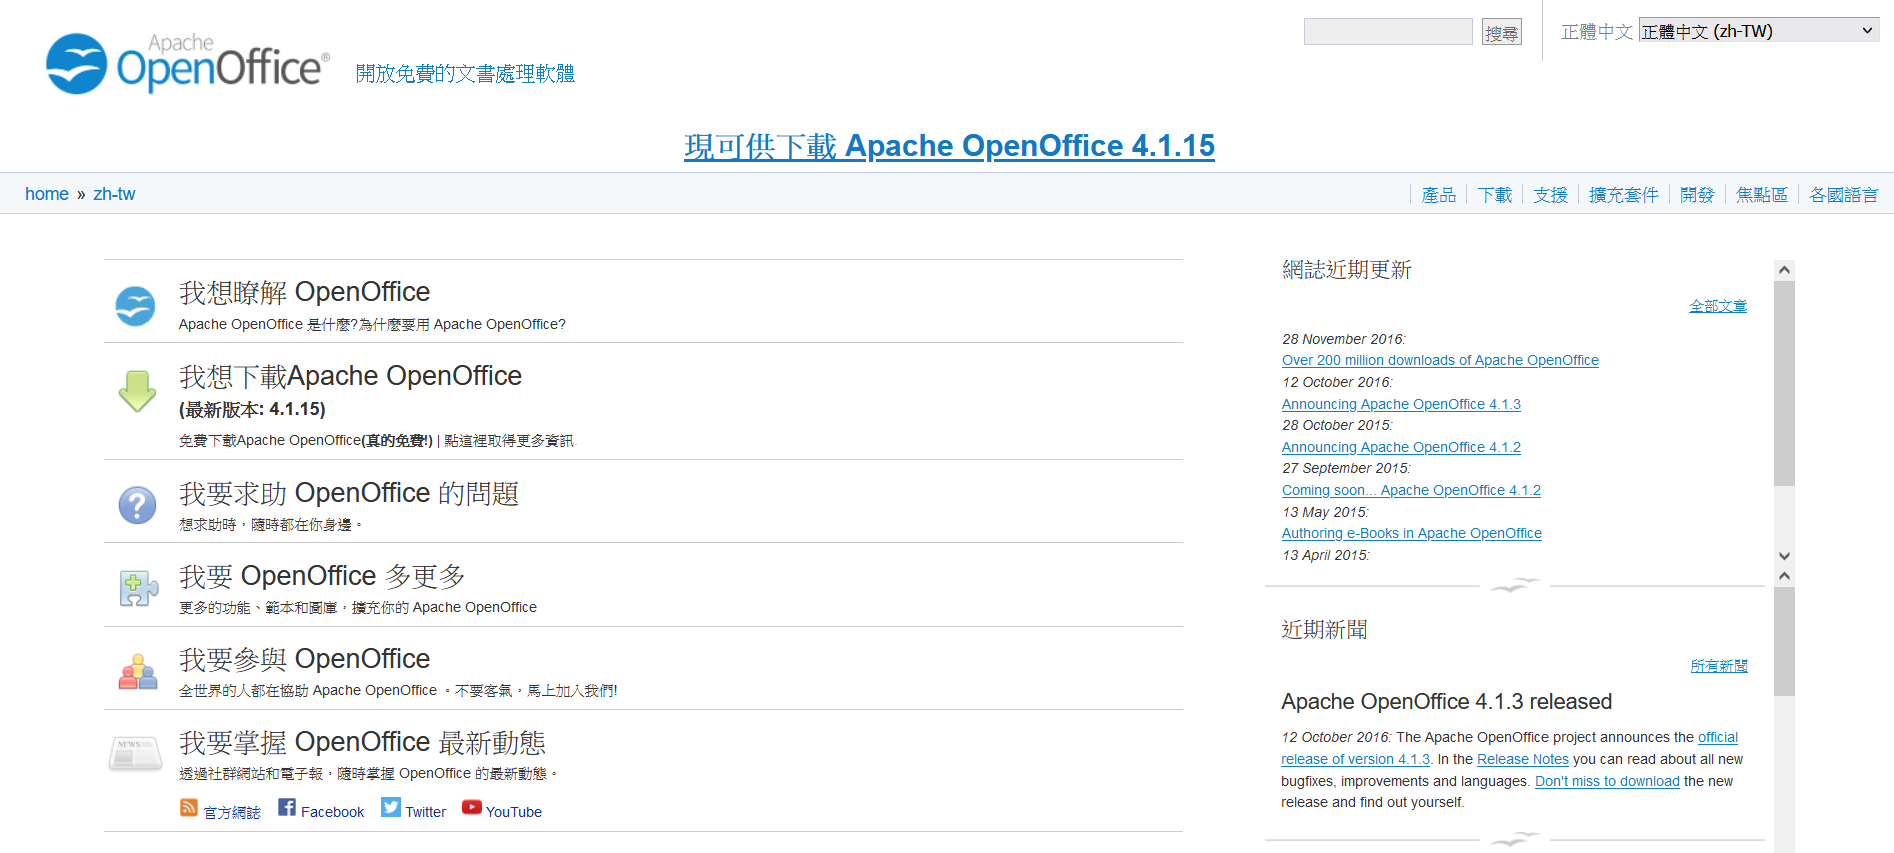 Apache
OpenOffice®
開放免費的文書處理軟體
搜尋
正體中文 正體中文 (zh-TW)
現可供下載 Apache OpenOffice 4.1.15
home » zh-tw
產品 下載 支援 擴充套件 開發 焦點區 各國語言
我想瞭解 OpenOffice
Apache OpenOffice 是什麼?為什麼要用 Apache OpenOffice?
我想下載Apache OpenOffice
(最新版本: 4.1.15)
免費下載Apache OpenOffice(真的免費!) | 點這裡取得更多資訊.
我要求助 OpenOffice 的問題
想求助時，隨時都在你身邊。
我要 OpenOffice 多更多
更多的功能、範本和圖庫，擴充你的 Apache OpenOffice
我要參與 OpenOffice
全世界的人都在協助 Apache OpenOffice 。不要客氣，馬上加入我們!
NEWS
我要掌握 OpenOffice 最新動態
透過社群網站和電子報，隨時掌握 OpenOffice 的最新動態。
官方網誌 Facebook Twitter YouTube
網誌近期更新
全部文章
28 November 2016:
Over 200 million downloads of Apache OpenOffice
12 October 2016:
Announcing Apache OpenOffice 4.1.3
28 October 2015:
Announcing Apache OpenOffice 4.1.2
27 September 2015:
Coming soon... Apache OpenOffice 4.1.2
13 May 2015:
Authoring e-Books in Apache OpenOffice
13 April 2015:
近期新聞
所有新聞
Apache OpenOffice 4.1.3 released
12 October 2016: The Apache OpenOffice project announces the official
release of version 4.1.3. In the Release Notes you can read about all new
bugfixes, improvements and languages. Don't miss to download the new
release and find out yourself.